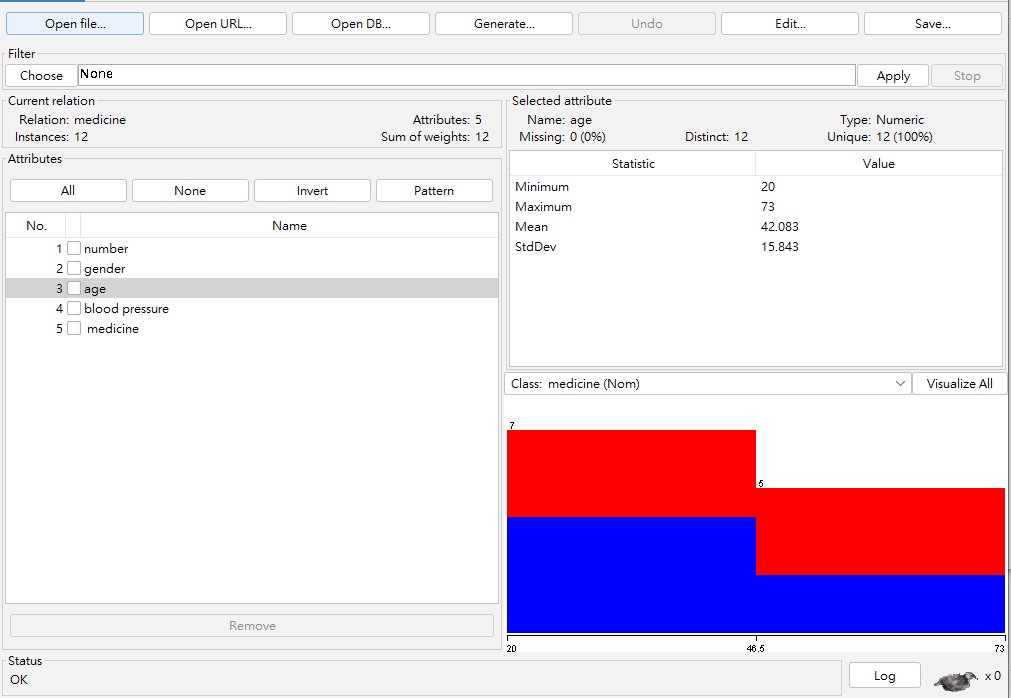 Open file... Open URL... Open DB... Generate... Undo Edit... Save...
Filter
Choose None Apply Stop
Current relation
Relation: medicine Attributes: 5
Instances: 12 Sum of weights: 12
Attributes
All None Invert Pattern
No. Name
1 number
2 gender
3 age
4 blood pressure
5 medicine
Remove
Selected attribute
Name: age Type: Numeric
Missing: 0 (0%) Distinct: 12 Unique: 12 (100%)
Statistic Value
Minimum 20
Maximum 73
Mean 42.083
StdDev 15.843
Class: medicine (Nom) Visualize All
7
5
20 46.5 73
Status
OK
Log x 0